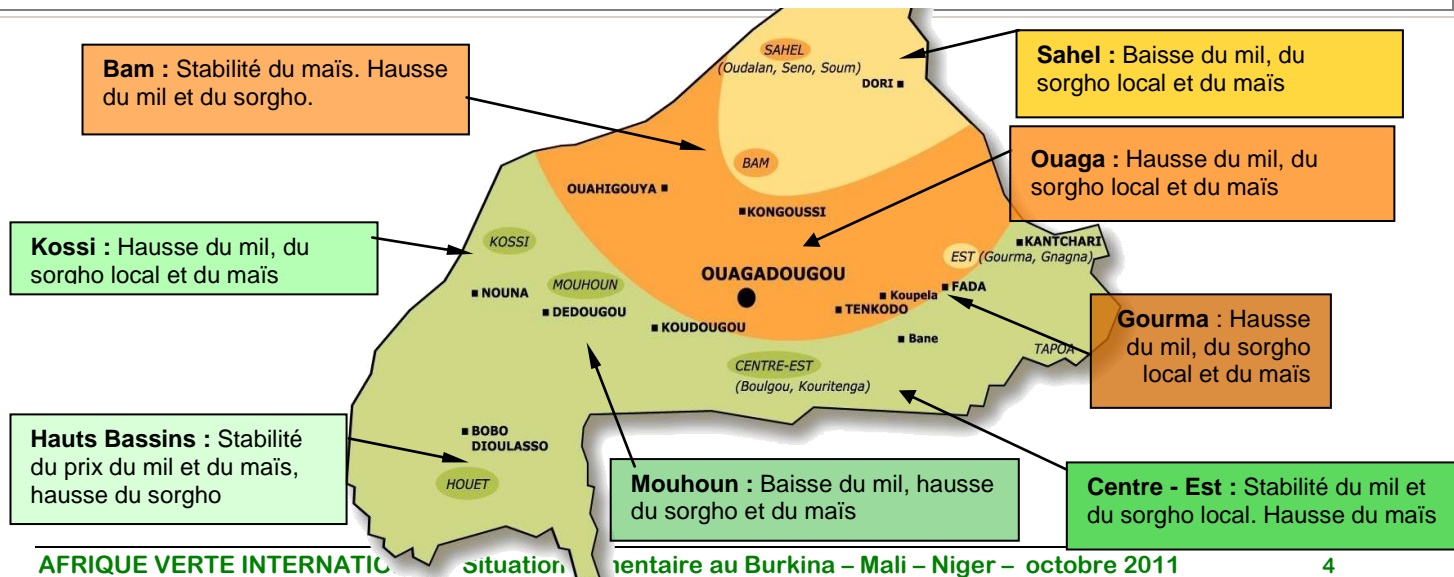 Bam : Stabilité du maïs. Hausse
du mil et du sorgho.
SAHEL
(Oudalan, Seno, Soum)
DORI
Sahel : Baisse du mil, du
sorgho local et du maïs
BAM
Ouaga : Hausse du mil, du
sorgho local et du maïs
OUAHIGOUYA
KONGOUSSI
Kossi : Hausse du mil, du
sorgho local et du maïs
KOSSI
KANTCHARI
EST (Gourma, Gnagna)
OUAGADOUGOU
NOUNA
MOUHOUN
DEDOUGOU
KOUDOUGOU
Koupela
FADA
TENKODO
Bane
TAPOA
Gourma : Hausse
du mil, du sorgho
local et du maïs
CENTRE-EST
(Boulgou, Kouritenga)
Hauts Bassins : Stabilité
du prix du mil et du maïs,
hausse du sorgho
BOBO
DIOULASSO
HOUET
Mouhoun : Baisse du mil, hausse
du sorgho et du maïs
Centre - Est : Stabilité du mil et
du sorgho local. Hausse du maïs
AFRIQUE VERTE INTERNATIO Situation mentaire au Burkina – Mali – Niger – octobre 2011 4